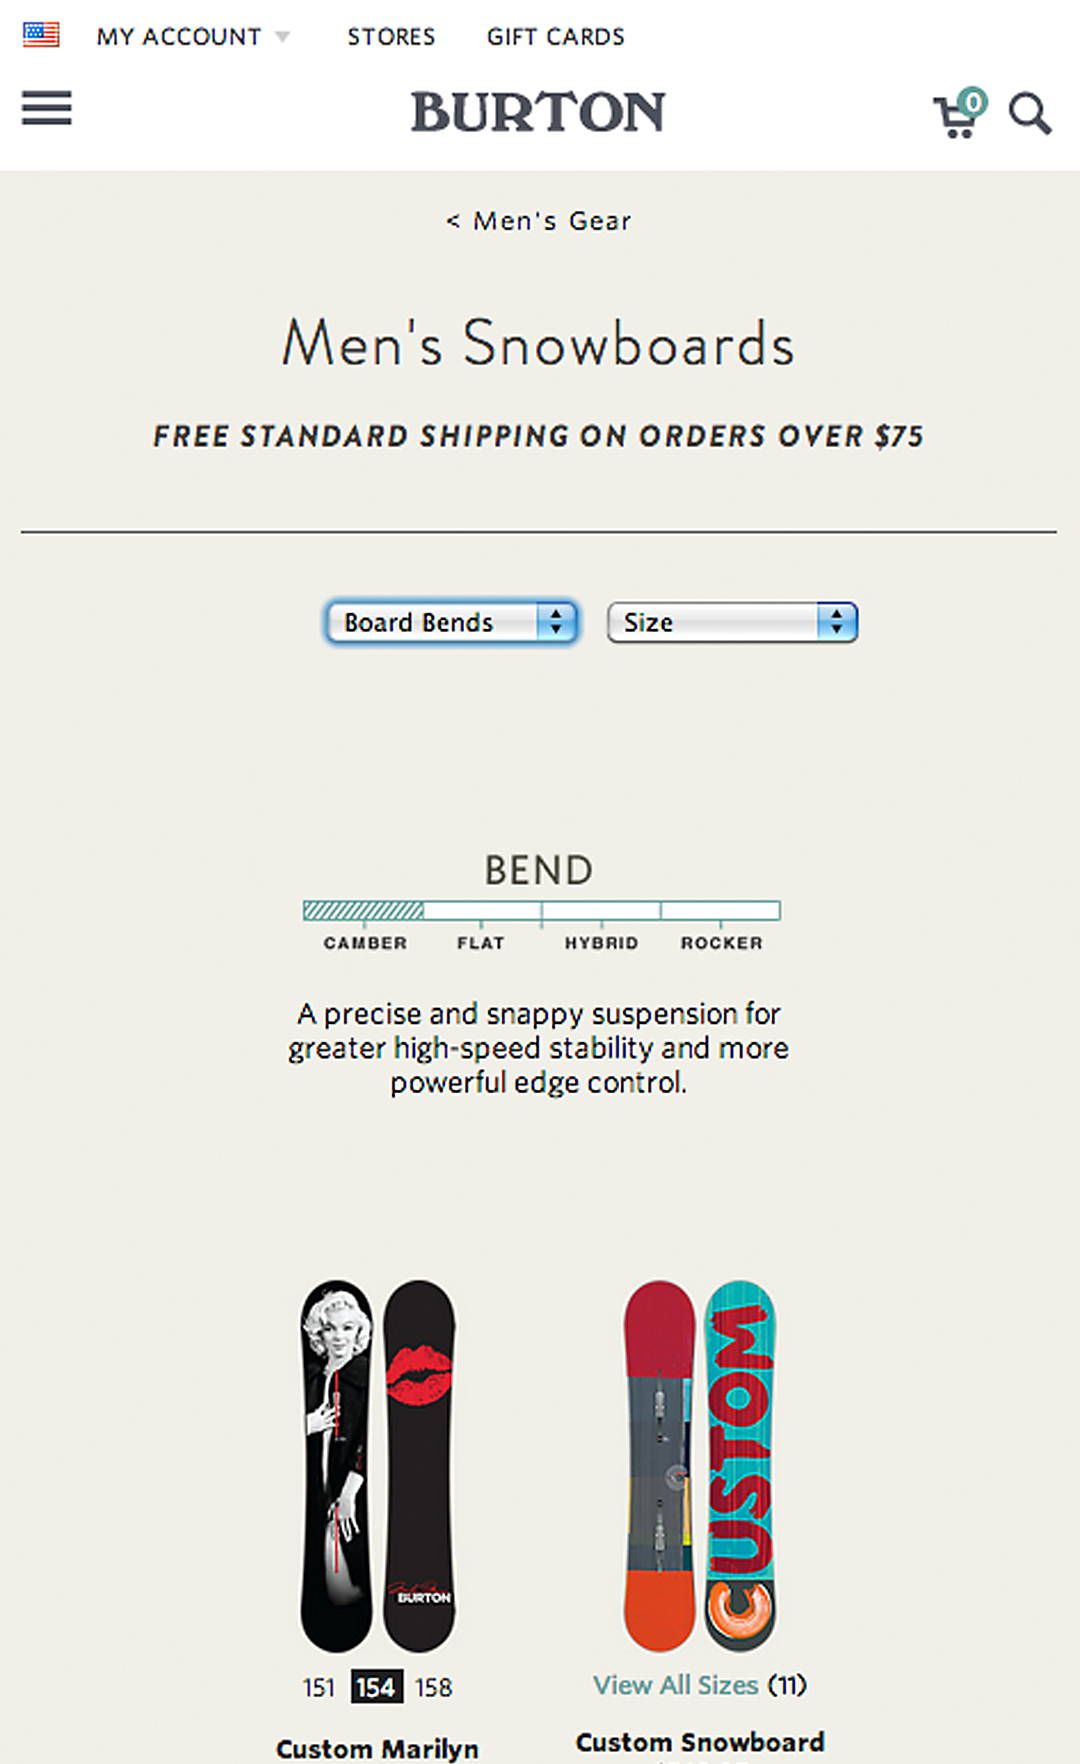 MY ACCOUNT STORES GIFT CARDS
BURTON
0
< Men's Gear
Men's Snowboards
FREE STANDARD SHIPPING ON ORDERS OVER $75
Board Bends Size
BEND
CAMBER FLAT HYBRID ROCKER
A precise and snappy suspension for
greater high-speed stability and more
powerful edge control.
CUSTOM
BURTON
151 154 158 View All Sizes (11)
Custom Marilyn Custom Snowboard